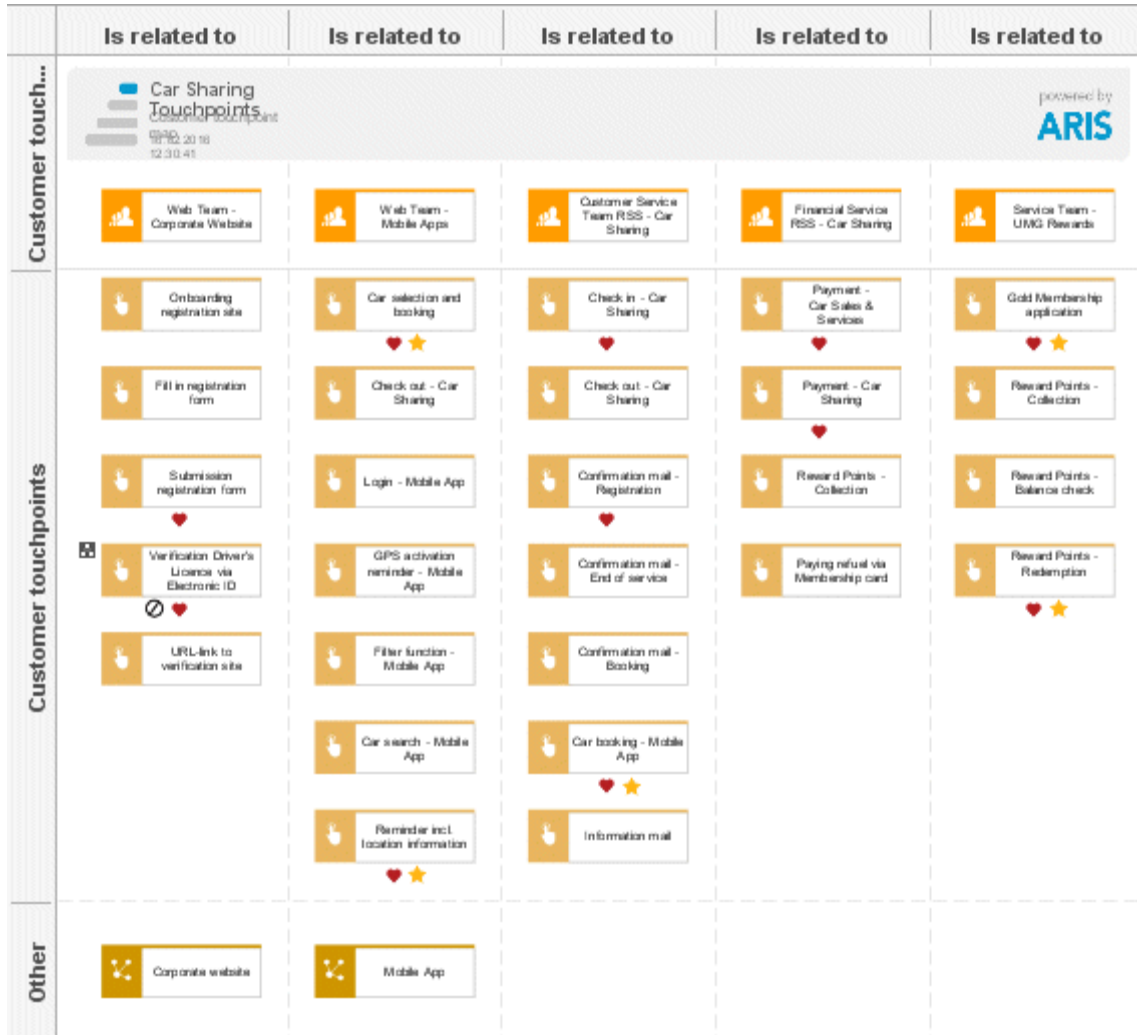 Is related to
Is related to
Is related to
Is related to
Is related to
Customer touch...
Car Sharing
Touchpoints
Customer touchpoint
map
12:30:41
powered by
ARIS
Web Team -
Corporate Website
Web Team -
Mobile Apps
Customer Service
Team RSS - Car
Sharing
Financial Service
RSS - Car Sharing
Service Team -
UMG Rewards
Customer touchpoints
Onboarding
registration site
Car selection and
booking
Check in - Car
Sharing
Payment -
Car Sales &
Services
Gold Membership
application
Fill in registration
form
Check out - Car
Sharing
Check out - Car
Sharing
Payment - Car
Sharing
Reward Points -
Collection
Submission
registration form
Login - Mobile App
Confirmation mail -
Registration
Reward Points -
Collection
Reward Points -
Balance check
Verification Driver's
Licence via
Electronic ID
GPS activation
reminder - Mobile
App
Confirmation mail -
End of service
Paying refuel via
Membership card
Reward Points -
Redemption
URL-link to
verification site
Filter function -
Mobile App
Confirmation mail -
Booking
Car search - Mobile
App
Car booking - Mobile
App
Reminder incl.
location information
Information mail
Other
Corporate website
Mobile App